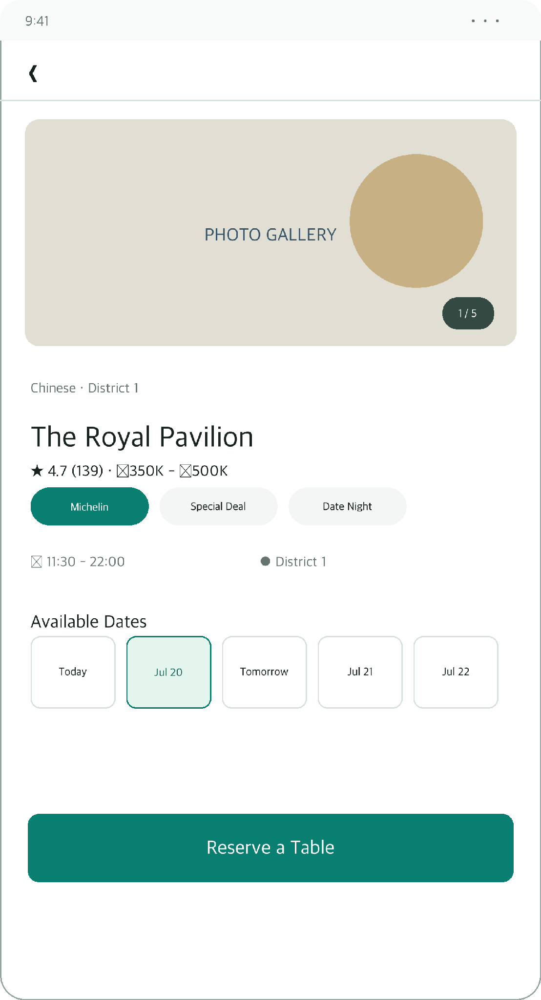 9:41
PHOTO GALLERY
1 / 5
Chinese · District 1
The Royal Pavilion
★ 4.7 (139) · 350K – 500K
Michelin Special Deal Date Night
11:30 – 22:00 ● District 1
Available Dates
Today Jul 20 Tomorrow Jul 21 Jul 22
Reserve a Table